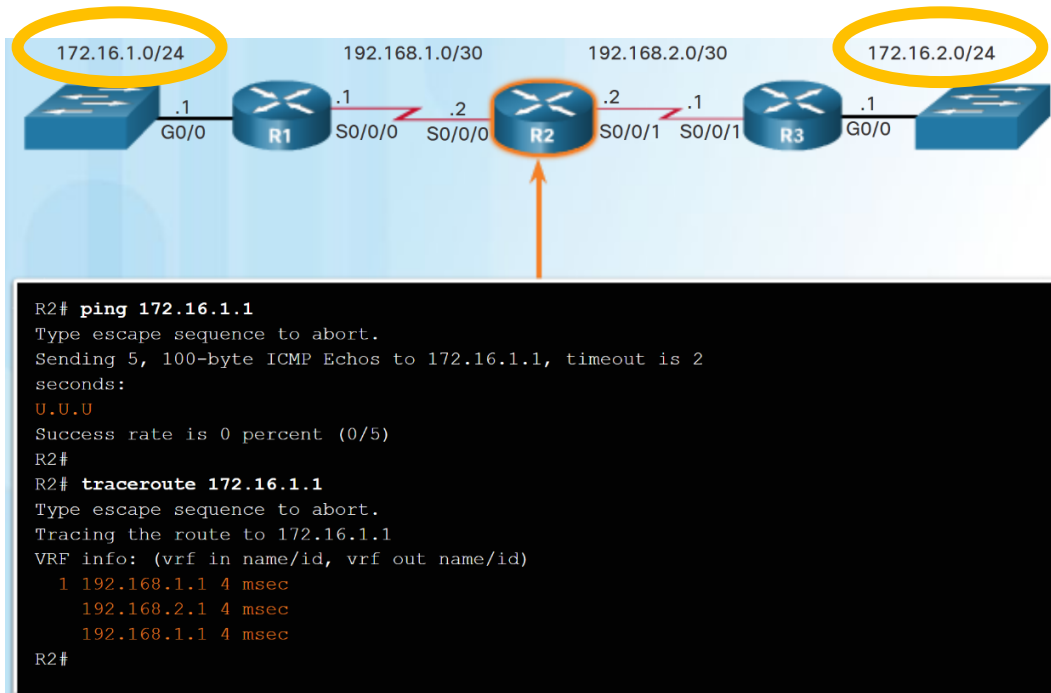 172.16.1.0/24 192.168.1.0/30 192.168.2.0/30 172.16.2.0/24
.1 .1 .2 .2 .1 .1
G0/0 R1 S0/0/0 S0/0/0 R2 S0/0/1 S0/0/1 R3 G0/0
R2# ping 172.16.1.1
Type escape sequence to abort.
Sending 5, 100-byte ICMP Echos to 172.16.1.1, timeout is 2
seconds:
U.U.U
Success rate is 0 percent (0/5)
R2#
R2# traceroute 172.16.1.1
Type escape sequence to abort.
Tracing the route to 172.16.1.1
VRF info: (vrf in name/id, vrf out name/id)
1 192.168.1.1 4 msec
192.168.2.1 4 msec
192.168.1.1 4 msec
R2#